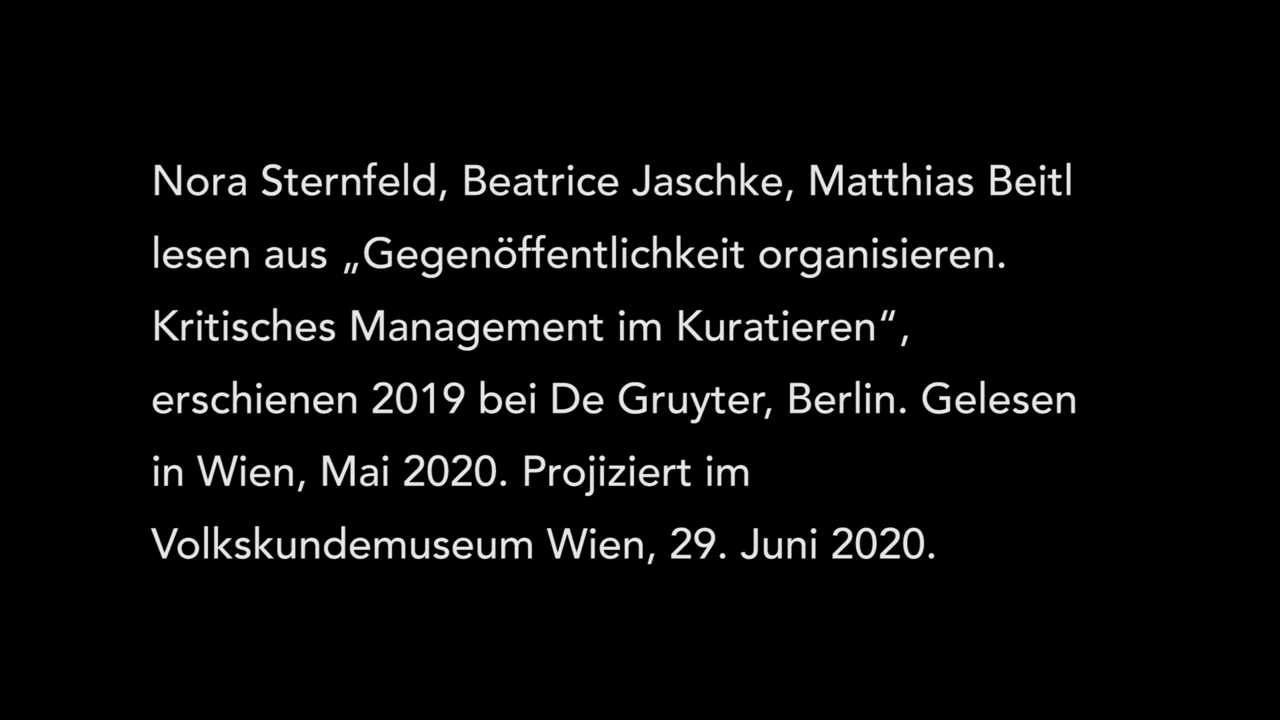 Nora Sternfeld, Beatrice Jaschke, Matthias Beitl
lesen aus „Gegenöffentlichkeit organisieren.
Kritisches Management im Kuratieren“,
erschienen 2019 bei De Gruyter, Berlin. Gelesen
in Wien, Mai 2020. Projiziert im
Volkskundemuseum Wien, 29. Juni 2020.